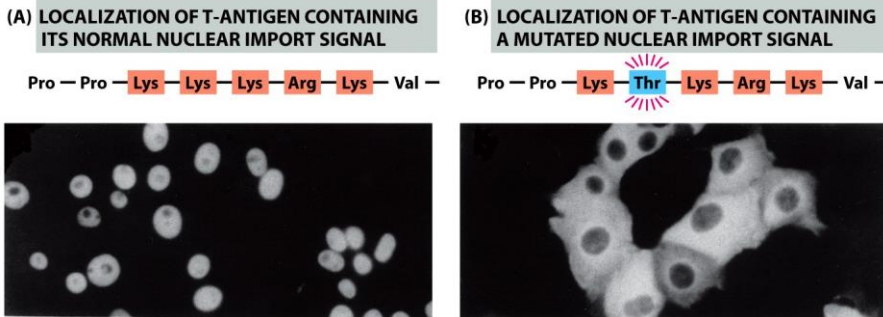 (A) LOCALIZATION OF T-ANTIGEN CONTAINING
ITS NORMAL NUCLEAR IMPORT SIGNAL
Pro — Pro — Lys — Lys — Lys — Arg — Lys — Val —
(B) LOCALIZATION OF T-ANTIGEN CONTAINING
A MUTATED NUCLEAR IMPORT SIGNAL
Pro — Pro — Lys — Thr — Lys — Arg — Lys — Val —